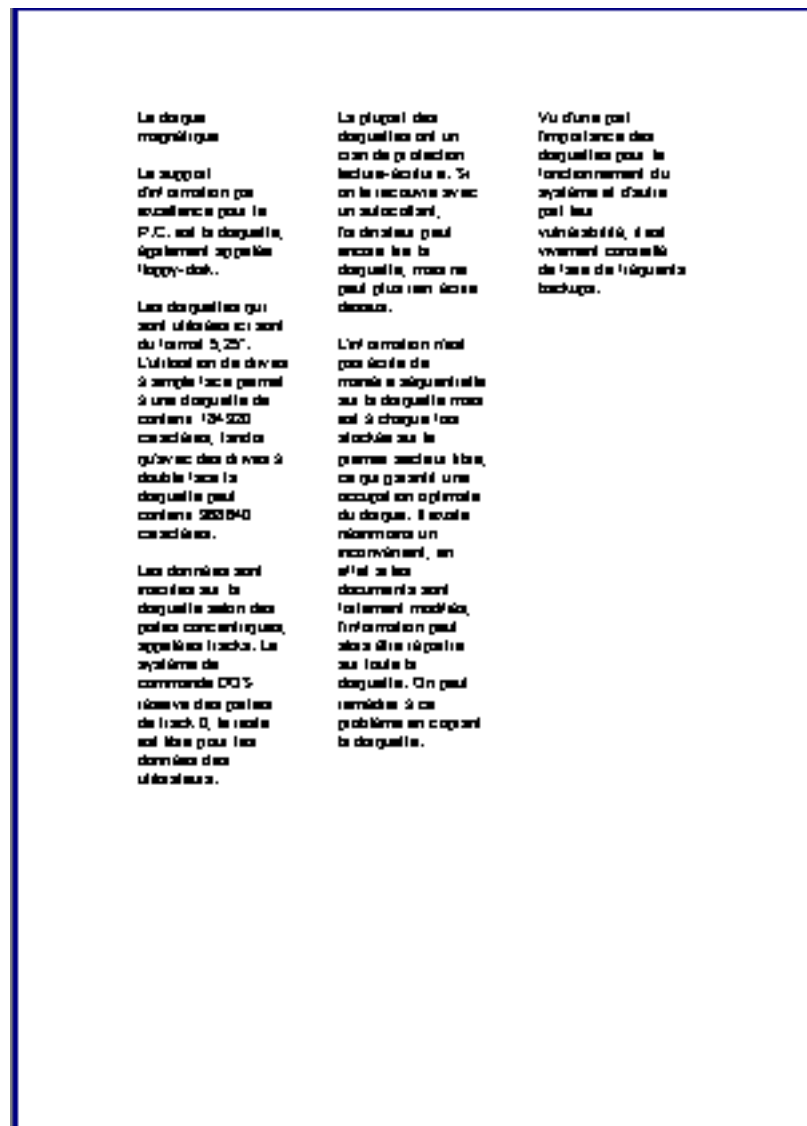 Le disque
magnétique
Le support
d'information par
excellence pour le
P.C. est la disquette,
également appelée
floppy-disk.
Les disquettes qui
sont utilisées ici sont
du format 5,25".
L'utilisation de drives
à simple face permet
à une disquette de
contenir 184320
caractères, tandis
qu'avec des drives à
double face la
disquette peut
contenir 368640
caractères.
Les données sont
inscrites sur la
disquette selon des
pistes concentriques,
appelées tracks. Le
système de
commande DOS
réserve des parties
de track 0, le reste
est libre pour les
données des
utilisateurs.
La plupart des
disquettes ont un
cran de protection
lecture-écriture. Si
on le recouvre avec
un autocollant,
l'ordinateur peut
encore lire la
disquette, mais ne
peut plus rien écrire
dessus.
L'information n'est
pas écrite de
manière séquentielle
sur la disquette mais
est à chaque fois
stockée sur le
premier secteur libre,
ce qui garantit une
occupation optimale
du disque. Il existe
néanmoins un
inconvénient, en
effet si les
documents sont
fortement modifiés,
l'information peut
alors être répartie
sur toute la
disquette. On peut
remédier à ce
problème en copiant
la disquette.
Vu d'une part
l'importance des
disquettes pour le
fonctionnement du
système et d'autre
part leur
vulnérabilité, il est
vivement conseillé
de faire de fréquents
backups.